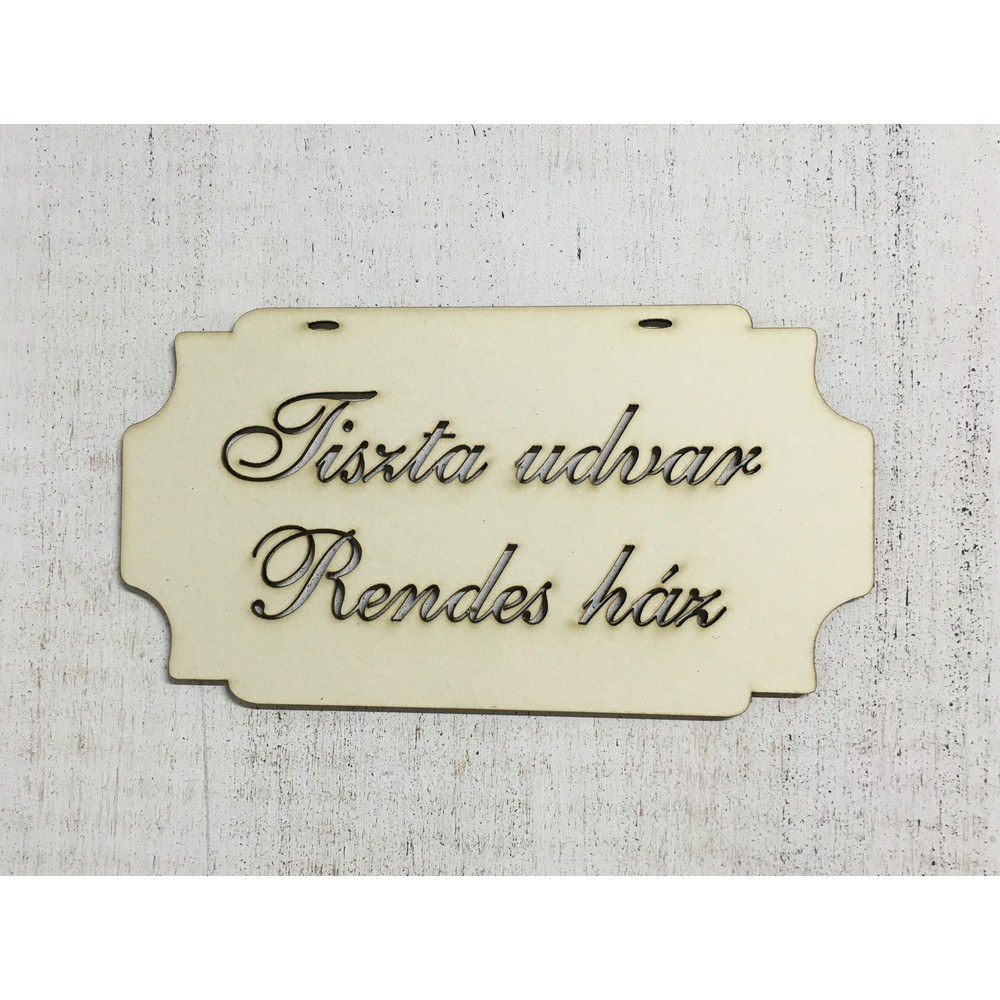 Tiszta udvar
Rendes ház